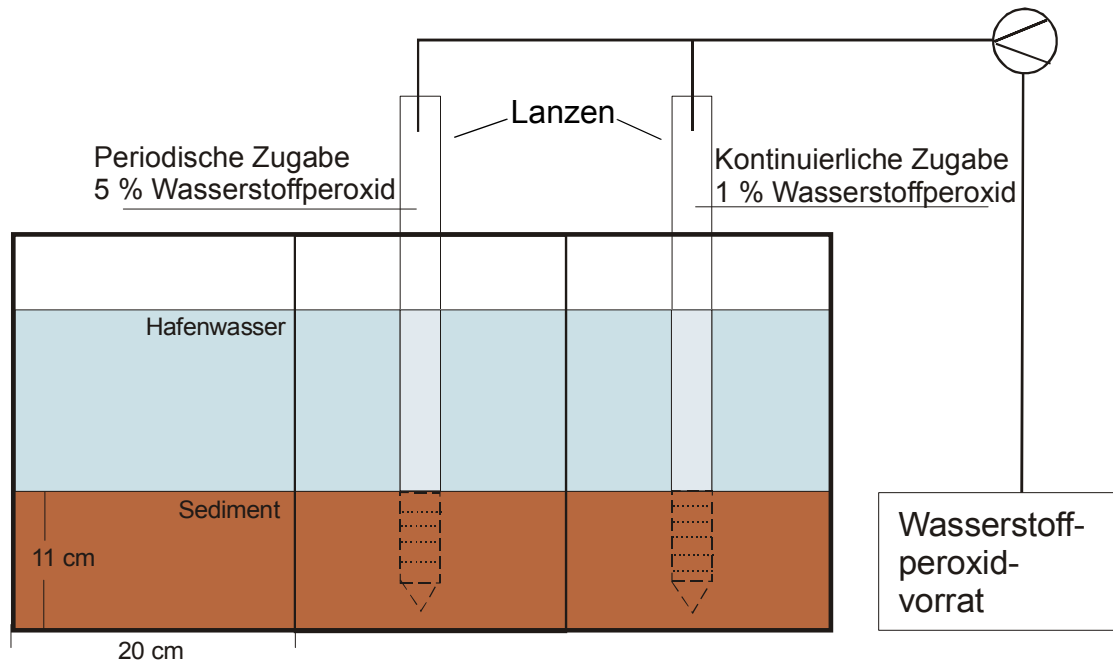 Lanzen
Periodische Zugabe
5 % Wasserstoffperoxid
Kontinuierliche Zugabe
1 % Wasserstoffperoxid
Hafenwasser
Sediment
11 cm
20 cm
Wasserstoff-
peroxid-
vorrat